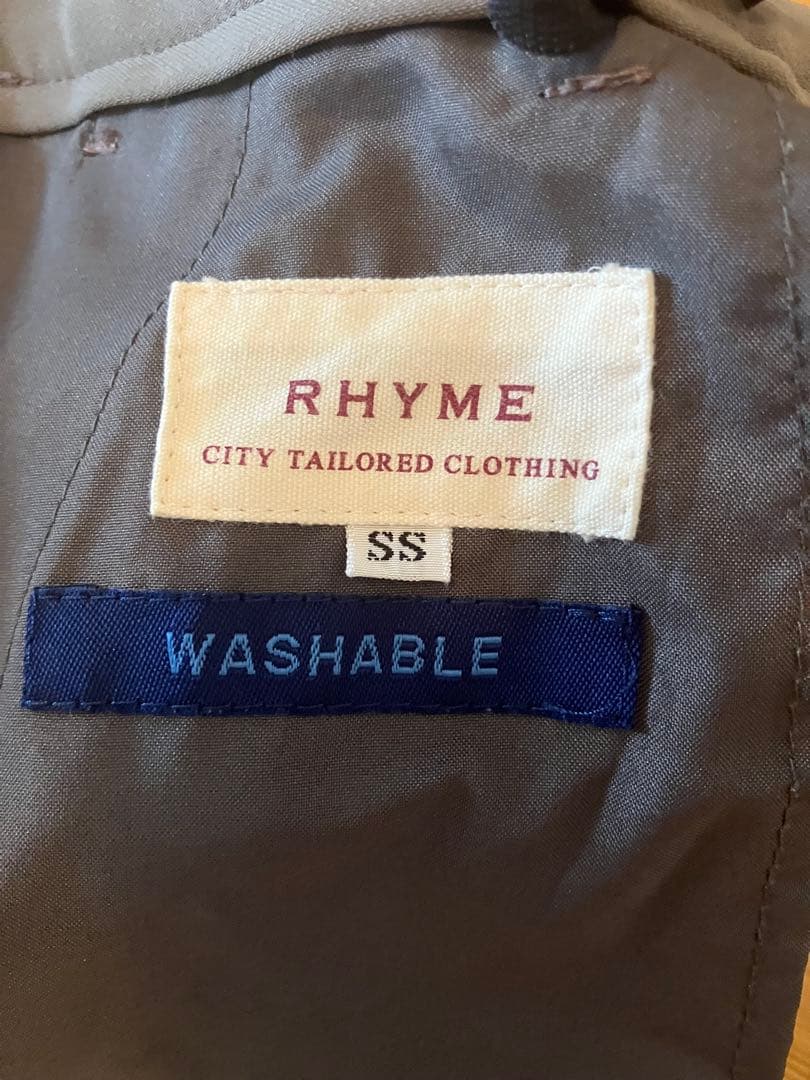 RHYME
CITY TAILORED CLOTHING
SS
WASHABLE